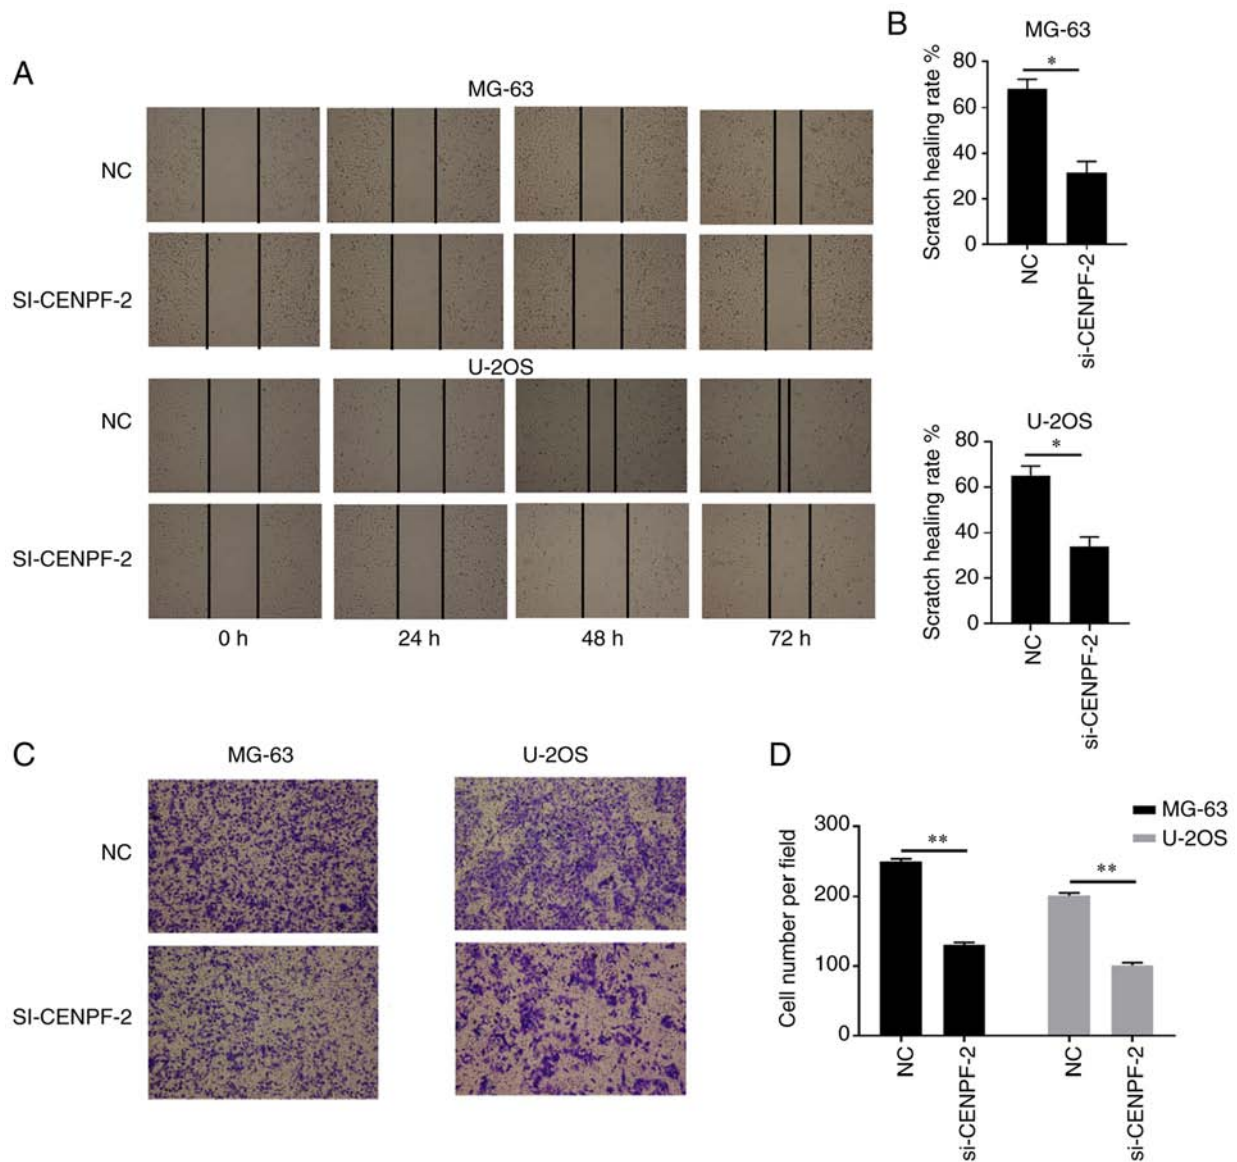 A
MG-63
NC
SI-CENPF-2
U-2OS
NC
SI-CENPF-2
0 h
24 h
48 h
72 h
B
MG-63
Scratch healing rate %
80
60
40
20
0
*
NC
si-CENPF-2
U-2OS
Scratch healing rate %
80
60
40
20
0
*
NC
si-CENPF-2
C
MG-63
U-2OS
NC
SI-CENPF-2
D
MG-63
U-2OS
Cell number per field
300
200
100
0
**
**
NC
si-CENPF-2
NC
si-CENPF-2